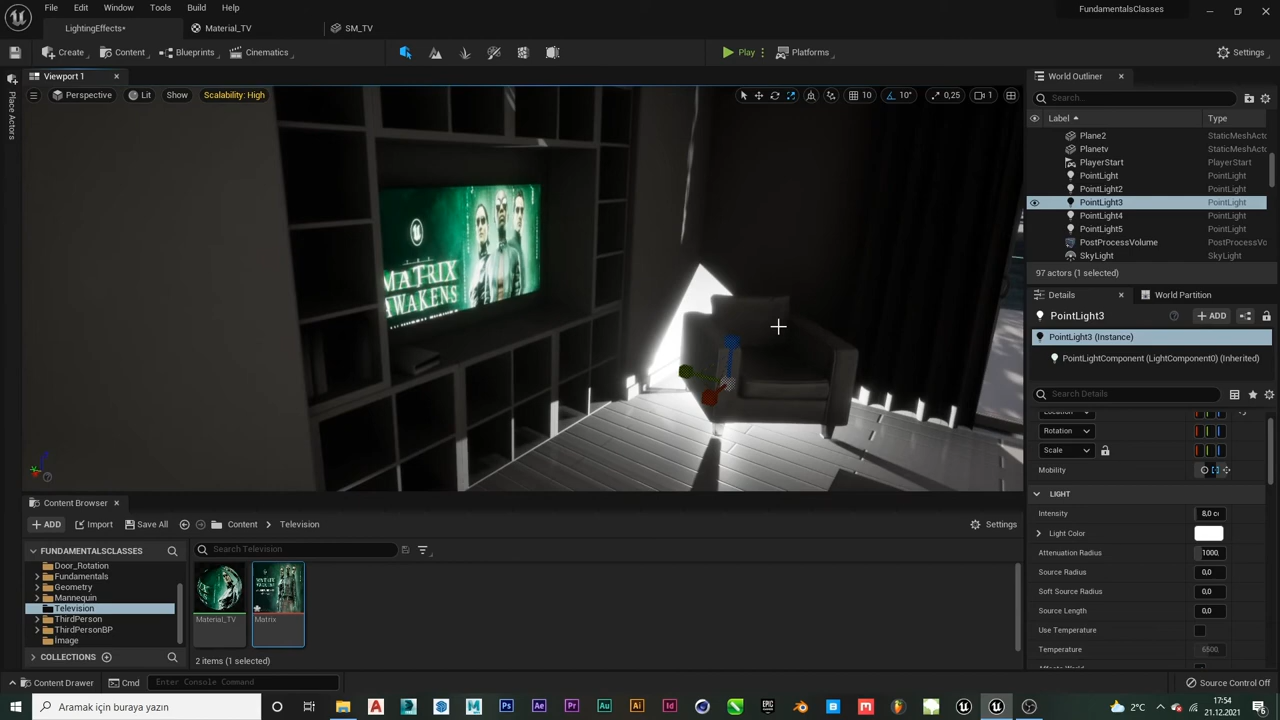 File Edit Window Tools Build Help
FundamentalsClasses
LightingEffects* Material_TV SM_TV
Create Content Blueprints Cinematics Play Platforms Settings
Viewport 1
Perspective Lit Show Scalability: High 10 10° 0,25 1
Place Actors
MATRIX
AWAKENS
World Outliner
Search...
Label Type
Plane2 StaticMeshActo
Planetv StaticMeshActo
PlayerStart PlayerStart
PointLight PointLight
PointLight2 PointLight
PointLight3 PointLight
PointLight4 PointLight
PointLight5 PointLight
PostProcessVolume PostProcessVo
SkyLight SkyLight
97 actors (1 selected)
Details World Partition
PointLight3 ADD
PointLight3 (Instance)
PointLightComponent (LightComponent0) (Inherited)
Search Details
Location
Rotation
Scale
Mobility
LIGHT
Intensity 8,0 c
Light Color
Attenuation Radius 1000,
Source Radius 0,0
Soft Source Radius 0,0
Source Length 0,0
Use Temperature
Temperature 6500,
Affects World
Content Browser
ADD Import Save All Content > Television Settings
FUNDAMENTALSCLASSES
Search Television
Door_Rotation
Fundamentals
Geometry
Mannequin
Television
ThirdPerson
ThirdPersonBP
Image
Material_TV Matrix
COLLECTIONS
2 items (1 selected)
Content Drawer Cmd Enter Console Command Source Control Off
Aramak için buraya yazın
2°C
17:54
21.12.2021